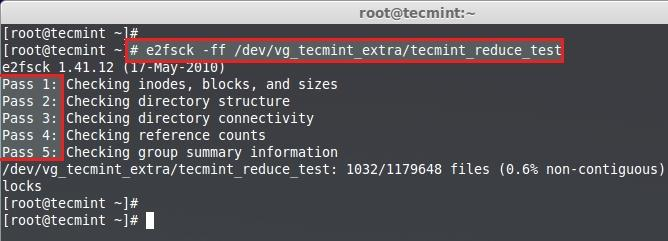 root@tecmint:~
[root@tecmint ~]#
[root@tecmint ~]# e2fsck -ff /dev/vg_tecmint_extra/tecmint_reduce_test
e2fsck 1.41.12 (17-May-2010)
Pass 1: Checking inodes, blocks, and sizes
Pass 2: Checking directory structure
Pass 3: Checking directory connectivity
Pass 4: Checking reference counts
Pass 5: Checking group summary information
/dev/vg_tecmint_extra/tecmint_reduce_test: 1032/1179648 files (0.6% non-contiguous)
locks
[root@tecmint ~]#
[root@tecmint ~]#